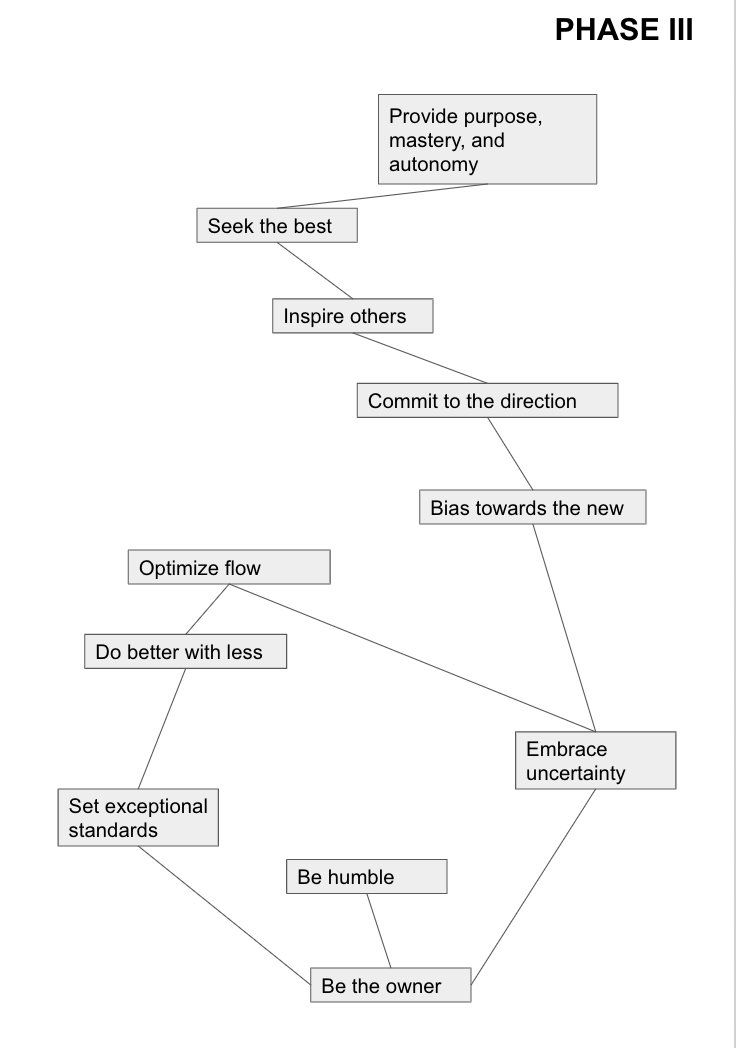 PHASE III
Provide purpose,
mastery, and
autonomy
Seek the best
Inspire others
Commit to the direction
Bias towards the new
Optimize flow
Do better with less
Embrace
uncertainty
Set exceptional
standards
Be humble
Be the owner